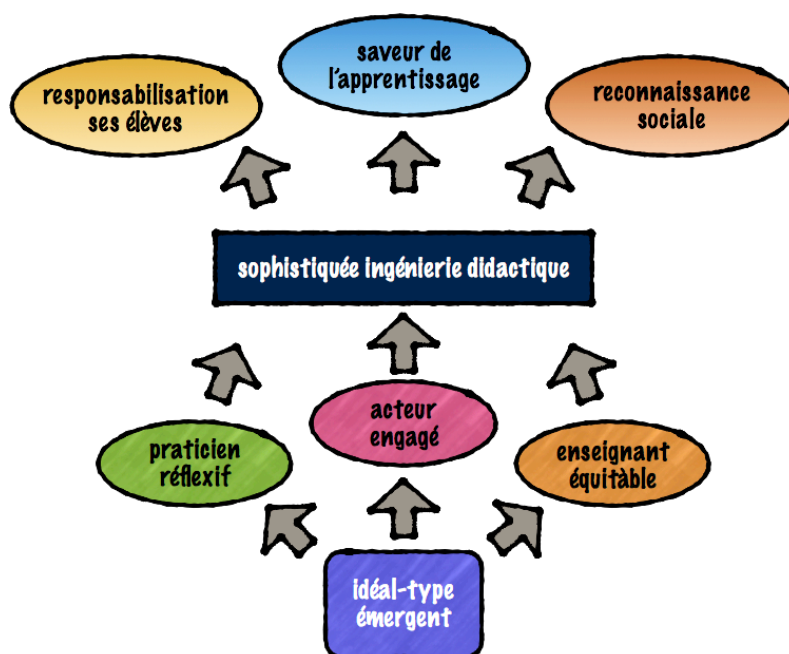 saveur de
l'apprentissage
responsabilisation
ses élèves
reconnaissance
sociale
sophistiquée ingénierie didactique
acteur
engagé
praticien
réflexif
enseignant
équitàble
idéal-type
émergent